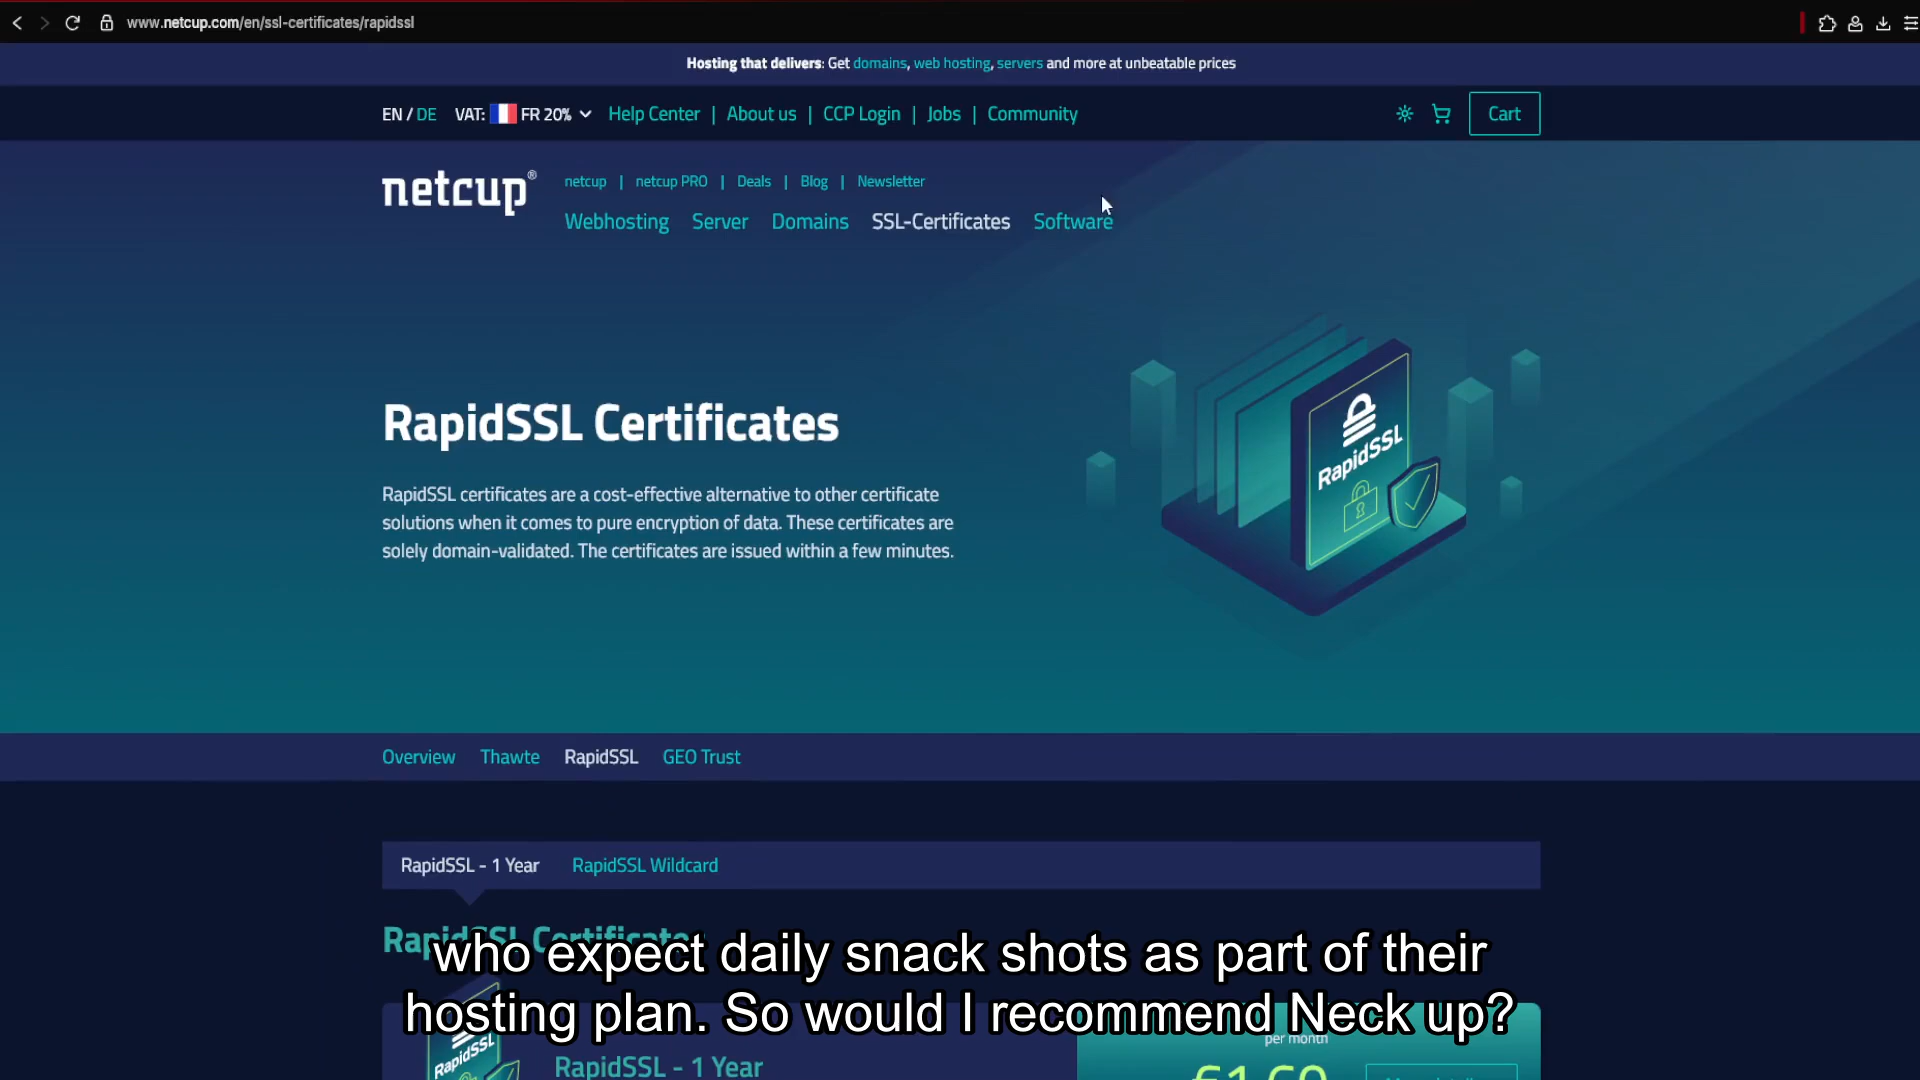 www.netcup.com/en/ssl-certificates/rapidssl
Hosting that delivers: Get domains, web hosting, servers and more at unbeatable prices
EN / DE VAT: FR 20% Help Center | About us | CCP Login | Jobs | Community Cart
netcup®
netcup | netcup PRO | Deals | Blog | Newsletter
Webhosting Server Domains SSL-Certificates Software
RapidSSL Certificates
RapidSSL certificates are a cost-effective alternative to other certificate
solutions when it comes to pure encryption of data. These certificates are
solely domain-validated. The certificates are issued within a few minutes.
RapidSSL
Overview Thawte RapidSSL GEO Trust
RapidSSL - 1 Year RapidSSL Wildcard
RapidSSL Certificates
who expect daily snack shots as part of their
hosting plan. So would I recommend Neck up?
per month
RapidSSL
RapidSSL - 1 Year